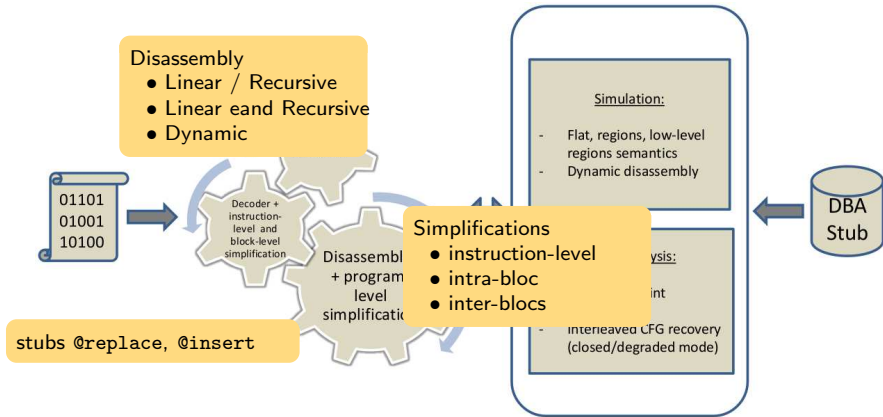 Disassembly
• Linear / Recursive
• Linear eand Recursive
• Dynamic
01101
01001
10100
Decoder +
instruction-
level and
block-level
simplification
Disassembl
+ program
level
simplificatio
stubs @replace, @insert
Simplifications
• instruction-level
• intra-bloc
• inter-blocs
Simulation:
- Flat, regions, low-level
regions semantics
- Dynamic disassembly
ysis:
int
- Interleaved CFG recovery
(closed/degraded mode)
DBA
Stub